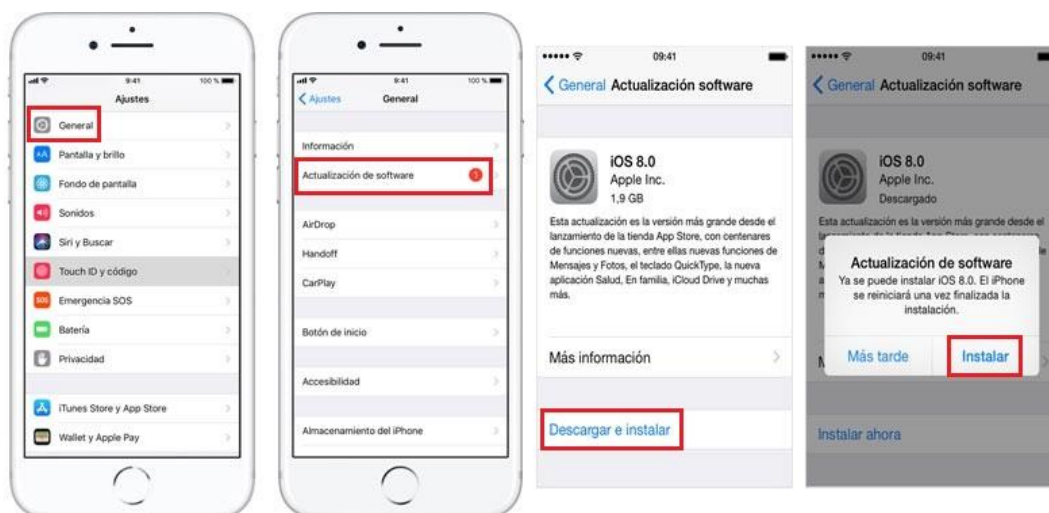 9:41
100 %
Ajustes
General
Pantalla y brillo
Fondo de pantalla
Sonidos
Siri y Buscar
Touch ID y código
SOS
Emergencia SOS
Batería
Privacidad
iTunes Store y App Store
Wallet y Apple Pay
9:41
100 %
Ajustes
General
Información
Actualización de software
1
AirDrop
Handoff
CarPlay
Botón de inicio
Accesibilidad
Almacenamiento del iPhone
09:41
General Actualización software
iOS 8.0
Apple Inc.
1,9 GB
Esta actualización es la versión más grande desde el
lanzamiento de la tienda App Store, con centenares
de funciones nuevas, entre ellas nuevas funciones de
Mensajes y Fotos, el teclado QuickType, la nueva
aplicación Salud, En familia, iCloud Drive y muchas
más.
Más información
Descargar e instalar
09:41
General Actualización software
iOS 8.0
Apple Inc.
Descargado
Esta actualización es la versión más grande desde el
Actualización de software
Ya se puede instalar iOS 8.0. El iPhone
se reiniciará una vez finalizada la
instalación.
Más tarde
Instalar
Instalar ahora